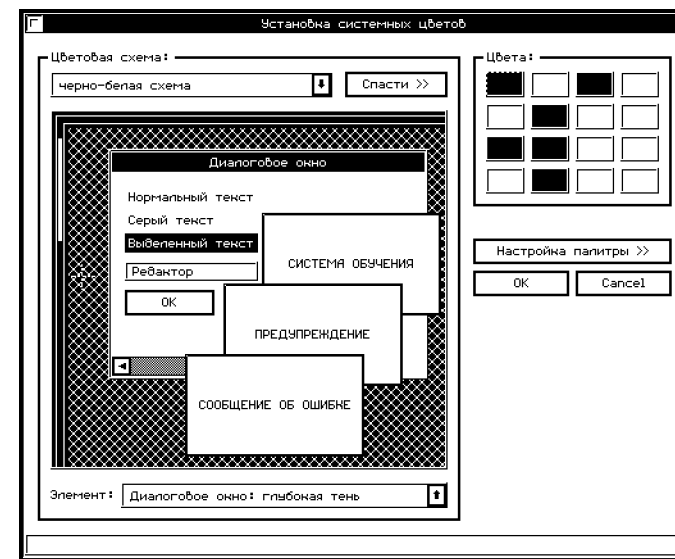 Установка системных цветов
Цветовая схема:
черно-белая схема
Спасти >>
Диалоговое окно
Нормальный текст
Серый текст
Выделенный текст
Редактор
OK
СИСТЕМА ОБУЧЕНИЯ
ПРЕДУПРЕЖДЕНИЕ
СООБЩЕНИЕ ОБ ОШИБКЕ
Элемент: Диалоговое окно: глубокая тень
Цвета:
Настройка палитры >>
OK Cancel